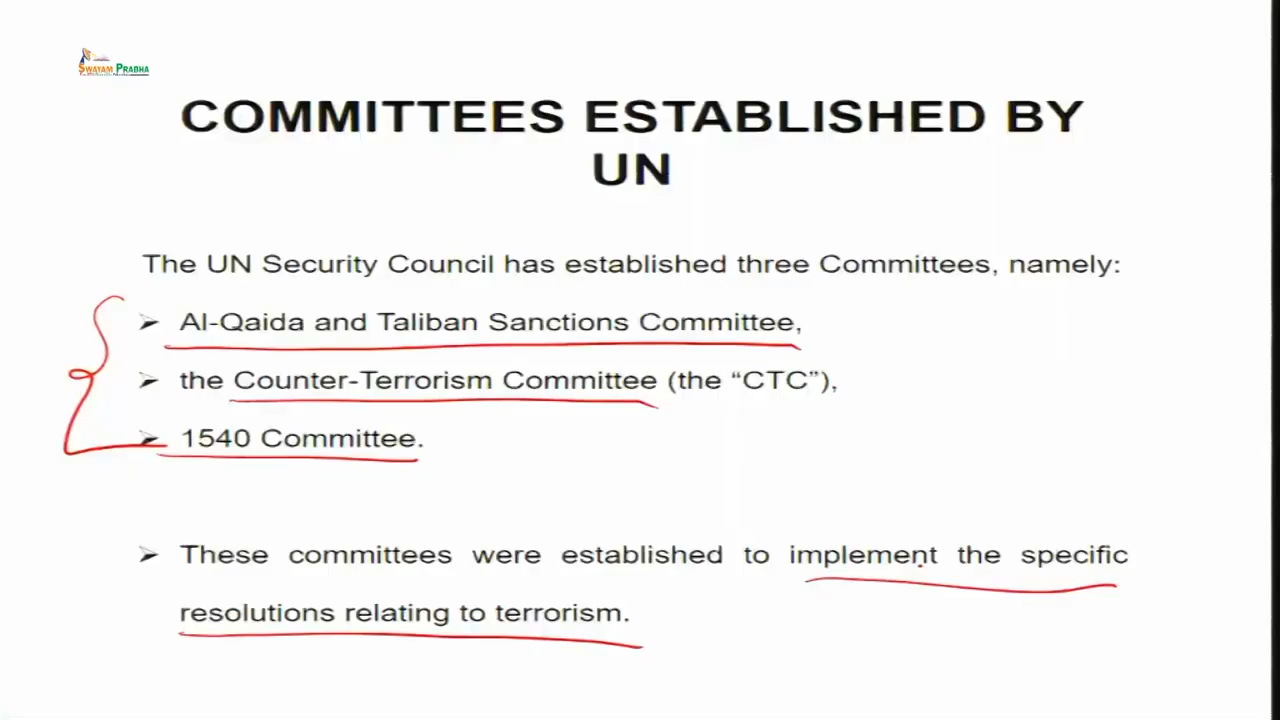 SWAYAM PRABHA
COMMITTEES ESTABLISHED BY
UN
The UN Security Council has established three Committees, namely:
➢ Al-Qaida and Taliban Sanctions Committee,
➢ the Counter-Terrorism Committee (the “CTC”),
➢ 1540 Committee.
➢ These committees were established to implement the specific
resolutions relating to terrorism.